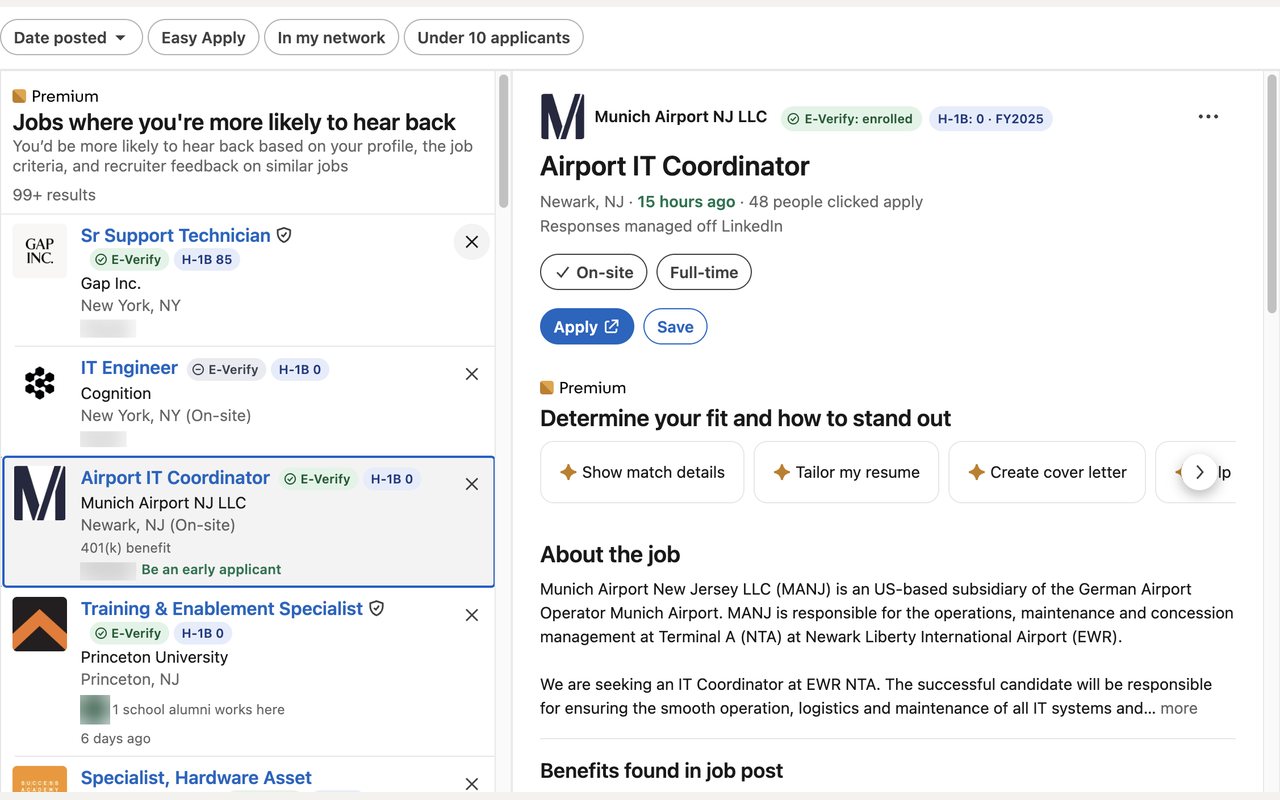 Date posted
Easy Apply
In my network
Under 10 applicants
Premium
Jobs where you're more likely to hear back
You'd be more likely to hear back based on your profile, the job
criteria, and recruiter feedback on similar jobs
99+ results
GAP
INC.
Sr Support Technician
E-Verify H-1B 85
Gap Inc.
New York, NY
IT Engineer E-Verify H-1B 0
Cognition
New York, NY (On-site)
Airport IT Coordinator E-Verify H-1B 0
Munich Airport NJ LLC
Newark, NJ (On-site)
401(k) benefit
Be an early applicant
Training & Enablement Specialist
E-Verify H-1B 0
Princeton University
Princeton, NJ
1 school alumni works here
6 days ago
SUCCESS
ACADEMY
Specialist, Hardware Asset
M Munich Airport NJ LLC E-Verify: enrolled H-1B: 0 · FY2025
Airport IT Coordinator
Newark, NJ · 15 hours ago · 48 people clicked apply
Responses managed off LinkedIn
On-site Full-time
Apply Save
Premium
Determine your fit and how to stand out
Show match details Tailor my resume Create cover letter lp
About the job
Munich Airport New Jersey LLC (MANJ) is an US-based subsidiary of the German Airport
Operator Munich Airport. MANJ is responsible for the operations, maintenance and concession
management at Terminal A (NTA) at Newark Liberty International Airport (EWR).
We are seeking an IT Coordinator at EWR NTA. The successful candidate will be responsible
for ensuring the smooth operation, logistics and maintenance of all IT systems and... more
Benefits found in job post